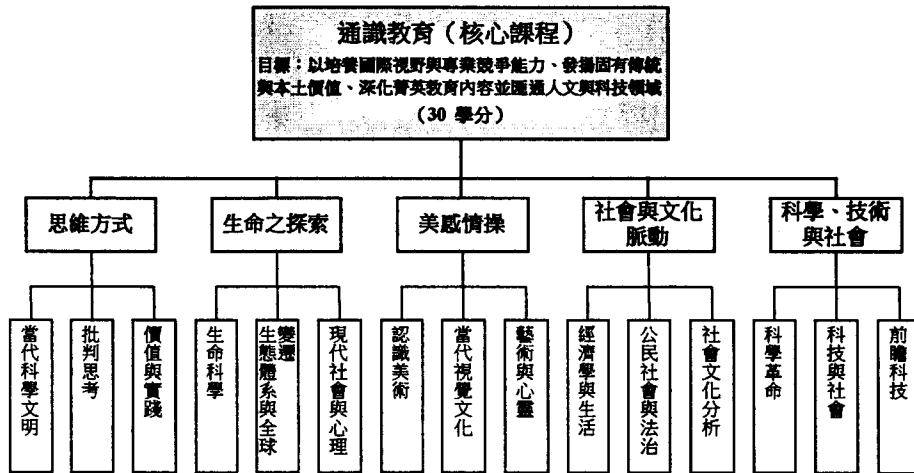 通識教育（核心課程）
目標：以培養國際視野與專業競爭能力、發揚固有傳統
與本土價值、深化菁英教育內容並匯通人文與科技領域
（30 學分）
思維方式
生命之探索
美感情操
社會與文化
脈動
科學、技術
與社會
當代科學文明
批判思考
價值與實踐
生命科學
生態體系與全球
變遷
現代社會與心理
認識美術
當代視覺文化
藝術與心靈
經濟學與生活
公民社會與法治
社會文化分析
科學革命
科技與社會
前瞻科技